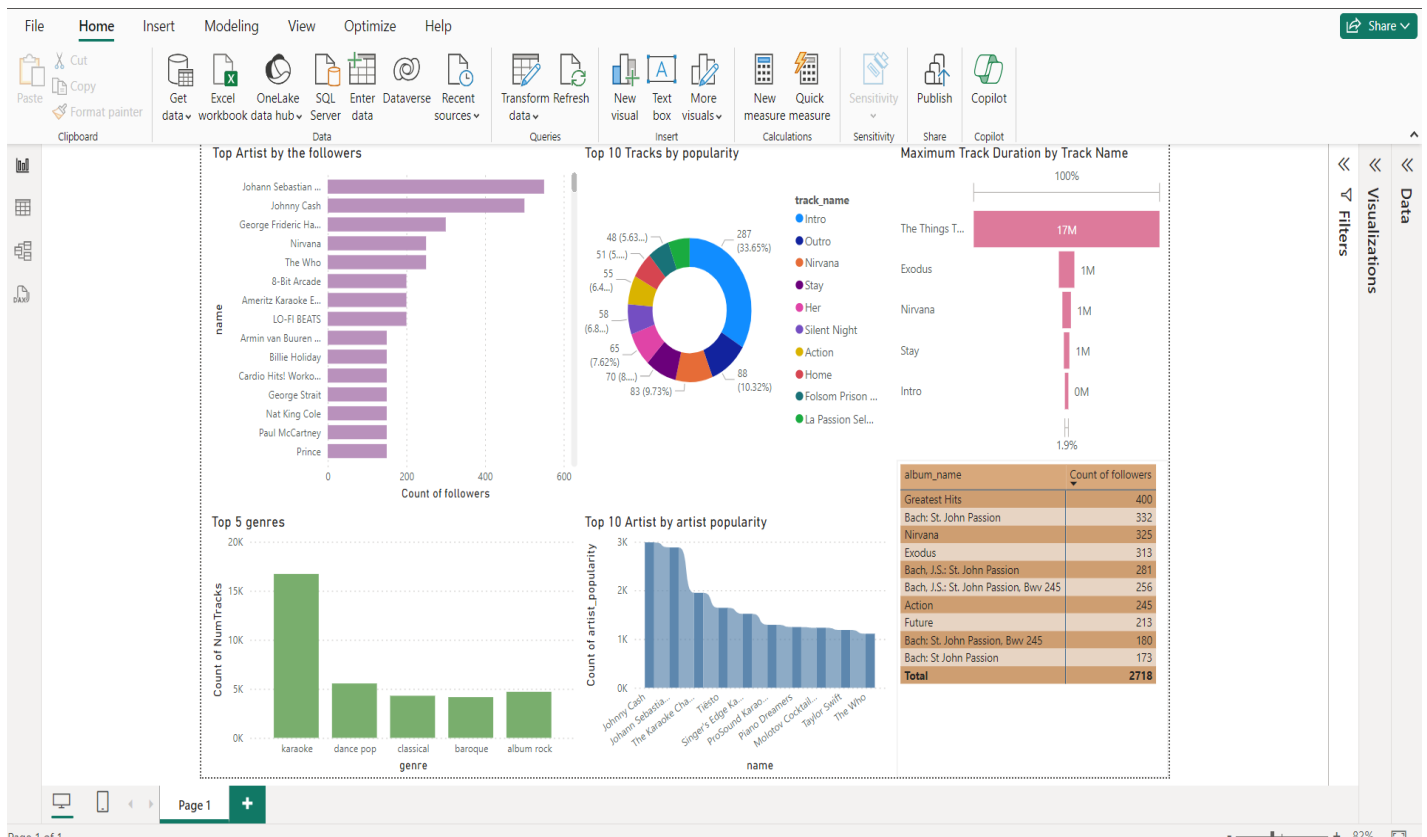 File Home Insert Modeling View Optimize Help
Share
Paste
Cut
Copy
Format painter
Clipboard
Get data
Excel workbook
OneLake data hub
SQL Server
Enter data
Dataverse
Recent sources
Data
Transform data
Refresh
Queries
New visual
Text box
More visuals
Insert
New measure
Quick measure
Calculations
Sensitivity
Sensitivity
Publish
Share
Copilot
Copilot
DAX
Top Artist by the followers
name
Johann Sebastian ...
Johnny Cash
George Frideric Ha...
Nirvana
The Who
8-Bit Arcade
Ameritz Karaoke E...
LO-FI BEATS
Armin van Buuren ...
Billie Holiday
Cardio Hits! Worko...
George Strait
Nat King Cole
Paul McCartney
Prince
0 200 400 600
Count of followers
Top 10 Tracks by popularity
287 (33.65%)
88 (10.32%)
83 (9.73%)
70 (8....)
65 (7.62%)
58 (6.8...)
55 (6.4...)
51 (5....)
48 (5.63...)
track_name
Intro
Outro
Nirvana
Stay
Her
Silent Night
Action
Home
Folsom Prison ...
La Passion Sel...
Maximum Track Duration by Track Name
100%
The Things T... 17M
Exodus 1M
Nirvana 1M
Stay 1M
Intro 0M
1.9%
Filters
Visualizations
Data
Top 5 genres
Count of NumTracks
20K
15K
10K
5K
0K
karaoke dance pop classical baroque album rock
genre
Top 10 Artist by artist popularity
Count of artist_popularity
3K
2K
1K
0K
Johnny Cash
Johann Sebastia...
The Karaoke Cha...
Tiësto
Singer's Edge Ka...
ProSound Karao...
Piano Dreamers
Molotov Cocktail...
Taylor Swift
The Who
name
album_name Count of followers
Greatest Hits 400
Bach: St. John Passion 332
Nirvana 325
Exodus 313
Bach, J.S.: St. John Passion 281
Bach, J.S.: St. John Passion, Bwv 245 256
Action 245
Future 213
Bach: St. John Passion, Bwv 245 180
Bach: St John Passion 173
Total 2718
Page 1
+
Page 1 of 1
- + 82%